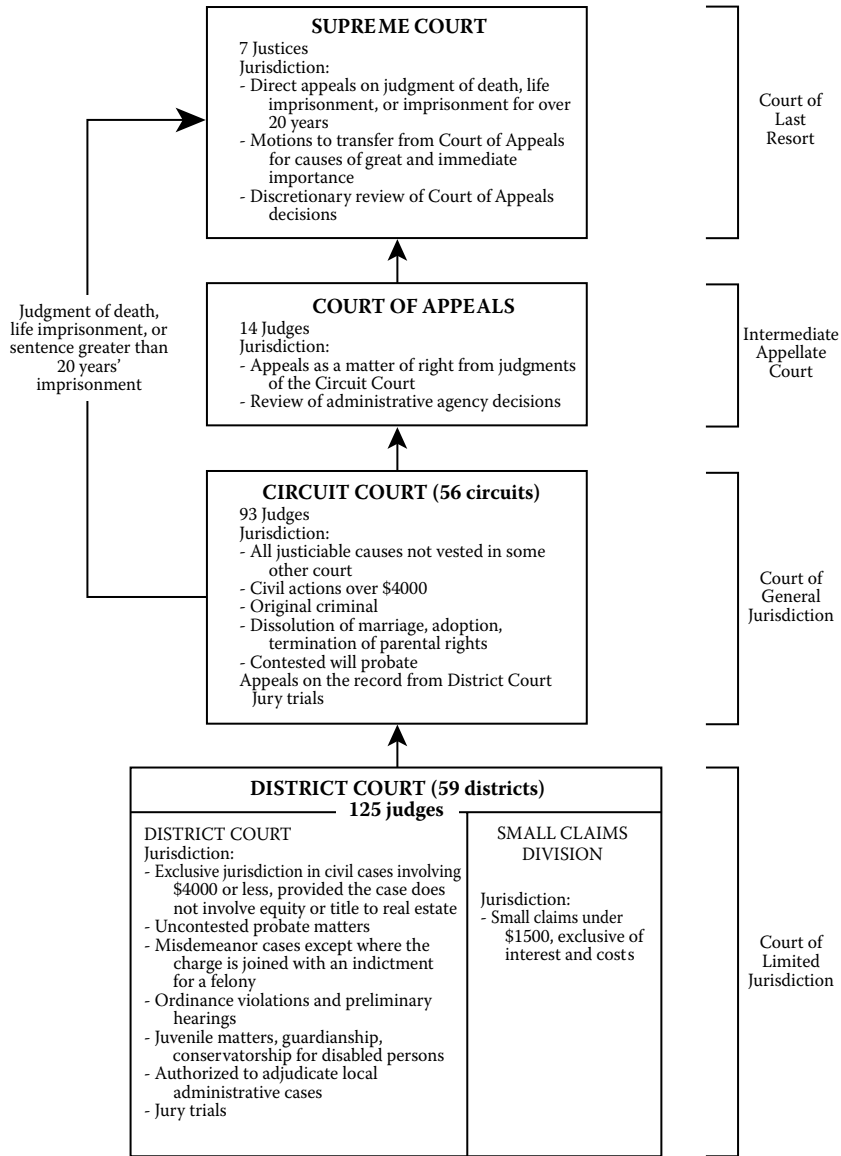 SUPREME COURT
7 Justices
Jurisdiction:
- Direct appeals on judgment of death, life
imprisonment, or imprisonment for over
20 years
- Motions to transfer from Court of Appeals
for causes of great and immediate
importance
- Discretionary review of Court of Appeals
decisions
Court of
Last
Resort
Judgment of death,
life imprisonment, or
sentence greater than
20 years’
imprisonment
COURT OF APPEALS
14 Judges
Jurisdiction:
- Appeals as a matter of right from judgments
of the Circuit Court
- Review of administrative agency decisions
Intermediate
Appellate
Court
CIRCUIT COURT (56 circuits)
93 Judges
Jurisdiction:
- All justiciable causes not vested in some
other court
- Civil actions over $4000
- Original criminal
- Dissolution of marriage, adoption,
termination of parental rights
- Contested will probate
Appeals on the record from District Court
Jury trials
Court of
General
Jurisdiction
DISTRICT COURT (59 districts)
125 judges
DISTRICT COURT
Jurisdiction:
- Exclusive jurisdiction in civil cases involving
$4000 or less, provided the case does
not involve equity or title to real estate
- Uncontested probate matters
- Misdemeanor cases except where the
charge is joined with an indictment
for a felony
- Ordinance violations and preliminary
hearings
- Juvenile matters, guardianship,
conservatorship for disabled persons
- Authorized to adjudicate local
administrative cases
- Jury trials
SMALL CLAIMS
DIVISION
Jurisdiction:
- Small claims under
$1500, exclusive of
interest and costs
Court of
Limited
Jurisdiction